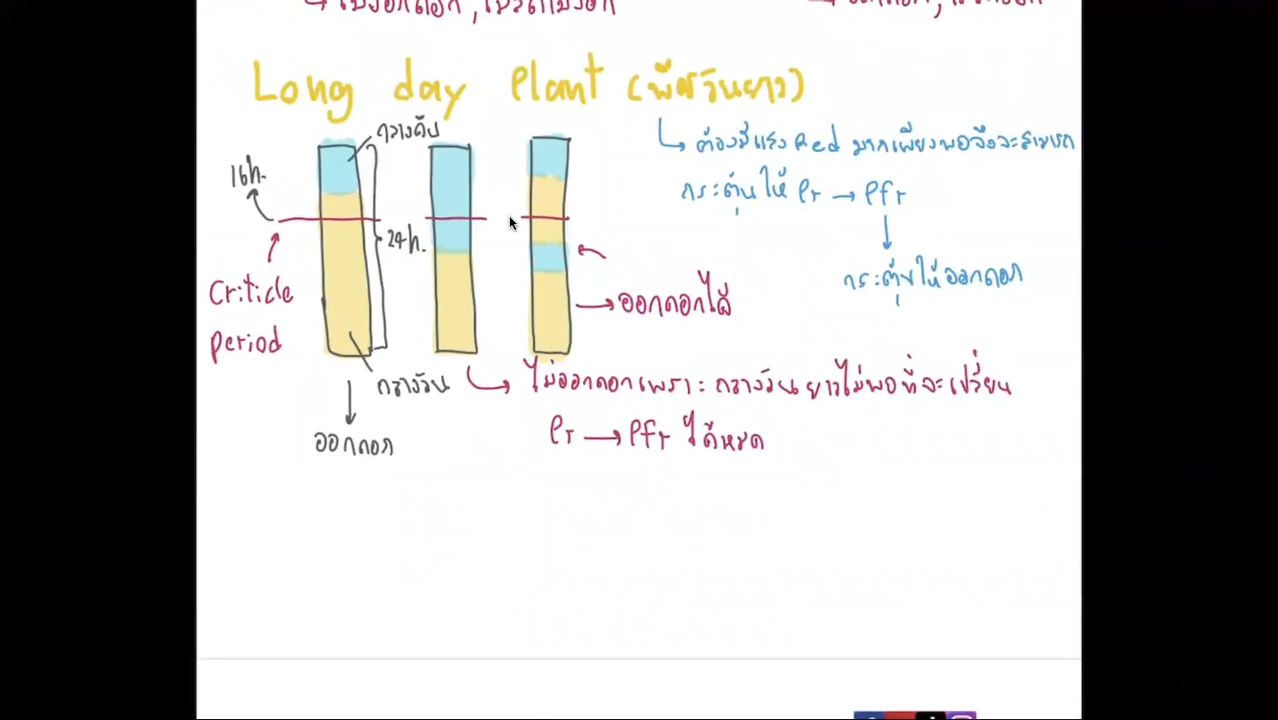 Long day Plant (พืชวันยาว)
กลางคืน
ต้องมีแสง Red มากเพียงพอจึงจะสามารถ
16h.
กระตุ้นให้ Pr → Pfr
24h.
กระตุ้นให้ออกดอก
Criticle
period
ออกดอกได้
กลางวัน
ไม่ออกดอกเพราะ กลางวันยาวไม่พอที่จะเปลี่ยน
ออกดอก
Pr → Pfr ได้หมด